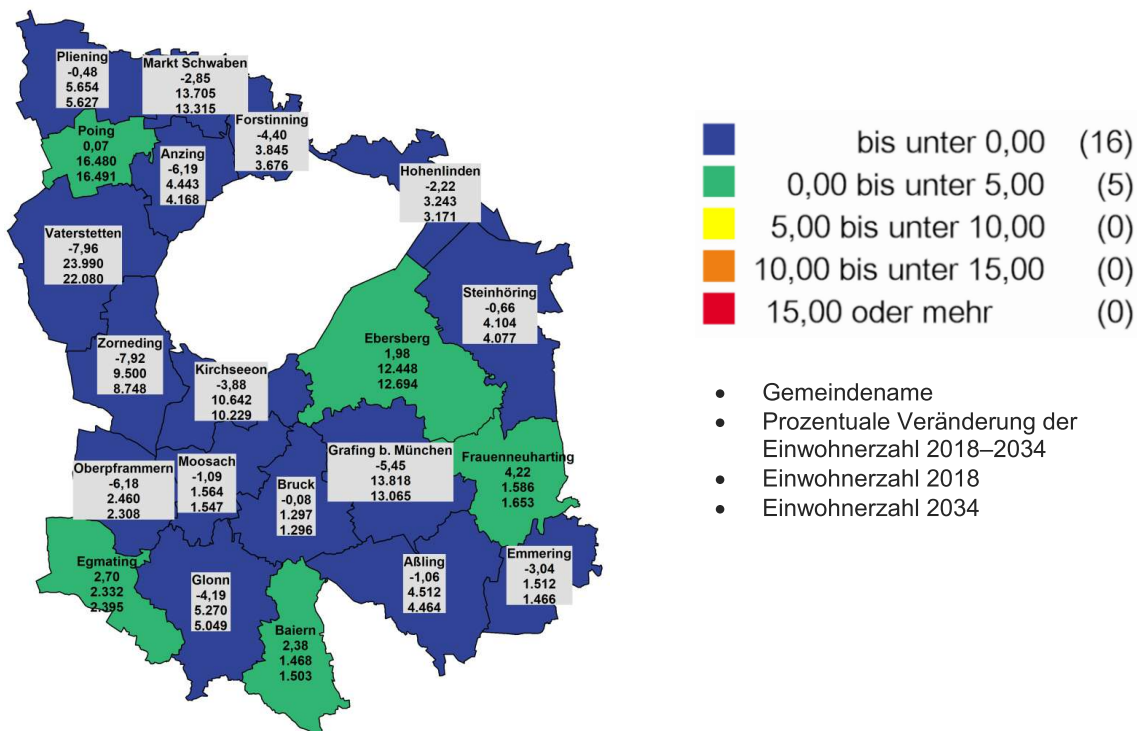 Pliening
-0,48
5.654
5.627
Markt Schwaben
-2,85
13.705
13.315
Forstinning
-4,40
3.845
3.676
Poing
0,07
16.480
16.491
Anzing
-6,19
4.443
4.168
Hohenlinden
-2,22
3.243
3.171
Vaterstetten
-7,96
23.990
22.080
Steinhöring
-0,66
4.104
4.077
Zorneding
-7,92
9.500
8.748
Ebersberg
1,98
12.448
12.694
Kirchseeon
-3,88
10.642
10.229
Oberpframmern
-6,18
2.460
2.308
Moosach
-1,09
1.564
1.547
Bruck
-0,08
1.297
1.296
Grafing b. München
-5,45
13.818
13.065
Frauenneuharting
4,22
1.586
1.653
Egmating
2,70
2.332
2.395
Glonn
-4,19
5.270
5.049
Baiern
2,38
1.468
1.503
Aßling
-1,06
4.512
4.464
Emmering
-3,04
1.512
1.466
bis unter 0,00 (16)
0,00 bis unter 5,00 (5)
5,00 bis unter 10,00 (0)
10,00 bis unter 15,00 (0)
15,00 oder mehr (0)
• Gemeindename
• Prozentuale Veränderung der
Einwohnerzahl 2018–2034
• Einwohnerzahl 2018
• Einwohnerzahl 2034